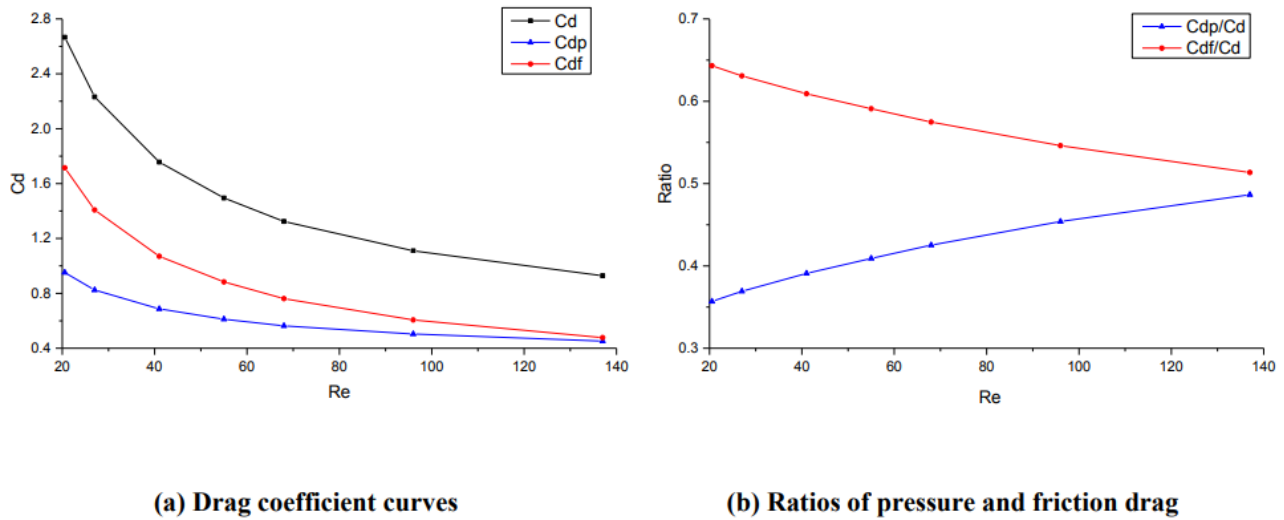 2.8
2.4
2.0
1.6
1.2
0.8
0.4
Cd
20 40 60 80 100 120 140
Re
Cd
Cdp
Cdf
0.7
0.6
0.5
0.4
0.3
Ratio
20 40 60 80 100 120 140
Re
Cdp/Cd
Cdf/Cd
(a) Drag coefficient curves
(b) Ratios of pressure and friction drag